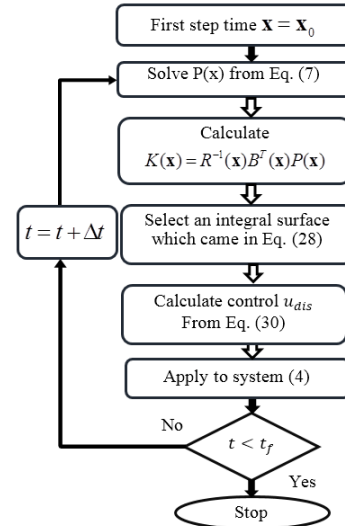 First step time 𝐱 = 𝐱₀
Solve P(x) from Eq. (7)
Calculate
K(𝐱) = R⁻¹(𝐱)Bᵀ(𝐱)P(𝐱)
t = t + Δt
Select an integral surface
which came in Eq. (28)
Calculate control u_dis
From Eq. (30)
Apply to system (4)
No
t < t_f
Yes
Stop